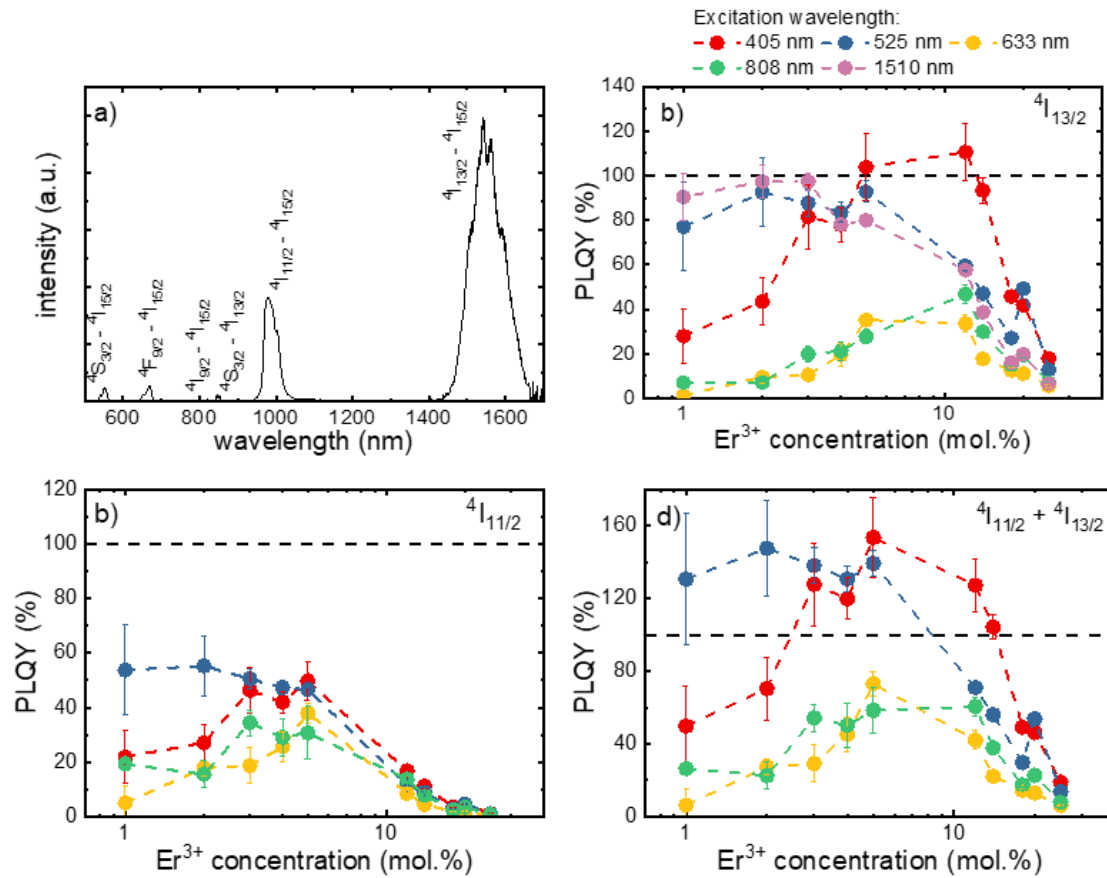 Excitation wavelength:
405 nm 525 nm 633 nm
808 nm 1510 nm
a)
intensity (a.u.)
⁴S₃/₂ - ⁴I₁₅/₂
⁴F₉/₂ - ⁴I₁₅/₂
⁴I₉/₂ - ⁴I₁₅/₂
⁴S₃/₂ - ⁴I₁₃/₂
⁴I₁₁/₂ - ⁴I₁₅/₂
⁴I₁₃/₂ - ⁴I₁₅/₂
600 800 1000 1200 1400 1600
wavelength (nm)
b)
⁴I₁₃/₂
PLQY (%)
140
120
100
80
60
40
20
0
1 10
Er³⁺ concentration (mol.%)
b)
⁴I₁₁/₂
PLQY (%)
120
100
80
60
40
20
0
1 10
Er³⁺ concentration (mol.%)
d)
⁴I₁₁/₂ + ⁴I₁₃/₂
PLQY (%)
160
120
80
40
0
1 10
Er³⁺ concentration (mol.%)